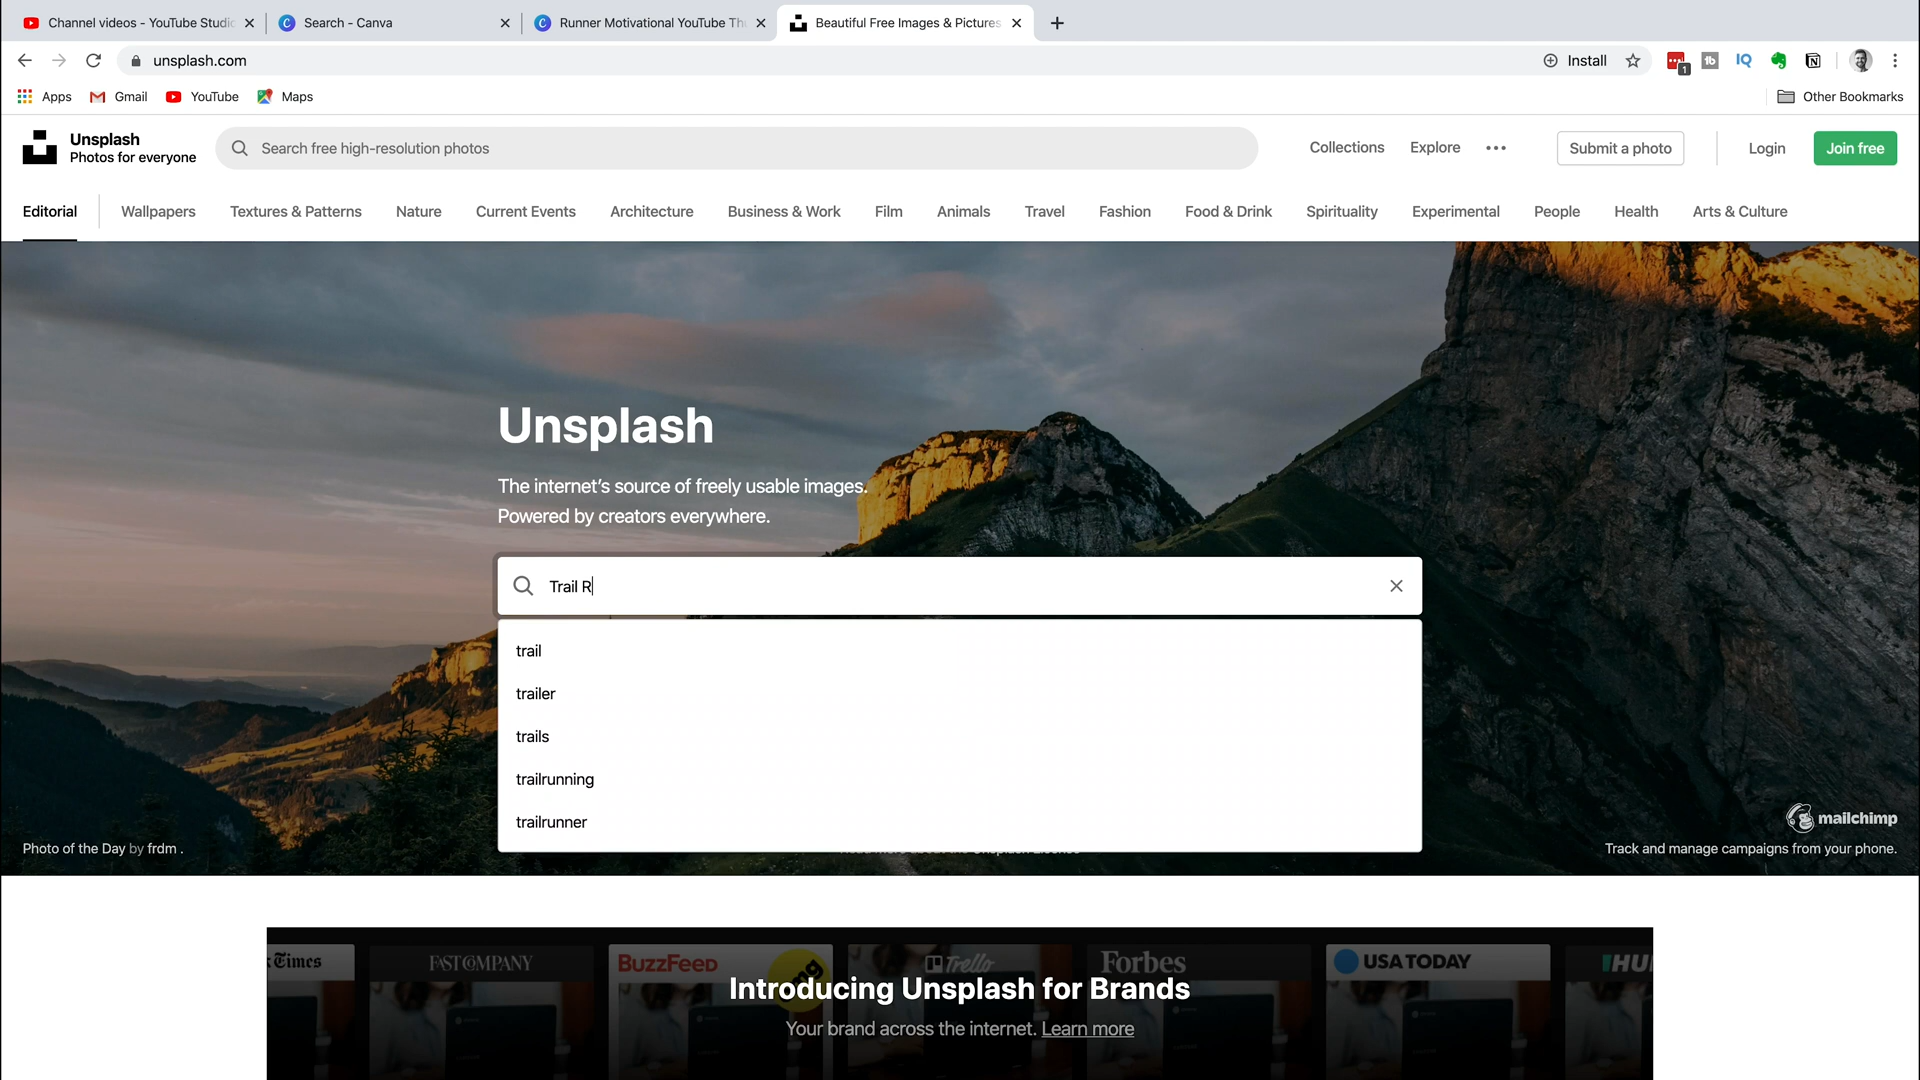 Channel videos - YouTube Studio
Search - Canva
Runner Motivational YouTube Th
Beautiful Free Images & Pictures
unsplash.com
Install
1
IQ
Apps
Gmail
YouTube
Maps
Other Bookmarks
Unsplash
Photos for everyone
Search free high-resolution photos
Collections
Explore
Submit a photo
Login
Join free
Editorial
Wallpapers
Textures & Patterns
Nature
Current Events
Architecture
Business & Work
Film
Animals
Travel
Fashion
Food & Drink
Spirituality
Experimental
People
Health
Arts & Culture
Unsplash
The internet’s source of freely usable images.
Powered by creators everywhere.
Trail R
trail
trailer
trails
trailrunning
trailrunner
mailchimp
Photo of the Day by frdm .
Track and manage campaigns from your phone.
Times
FAST COMPANY
BuzzFeed
Trello
Forbes
USA TODAY
Introducing Unsplash for Brands
Your brand across the internet. Learn more